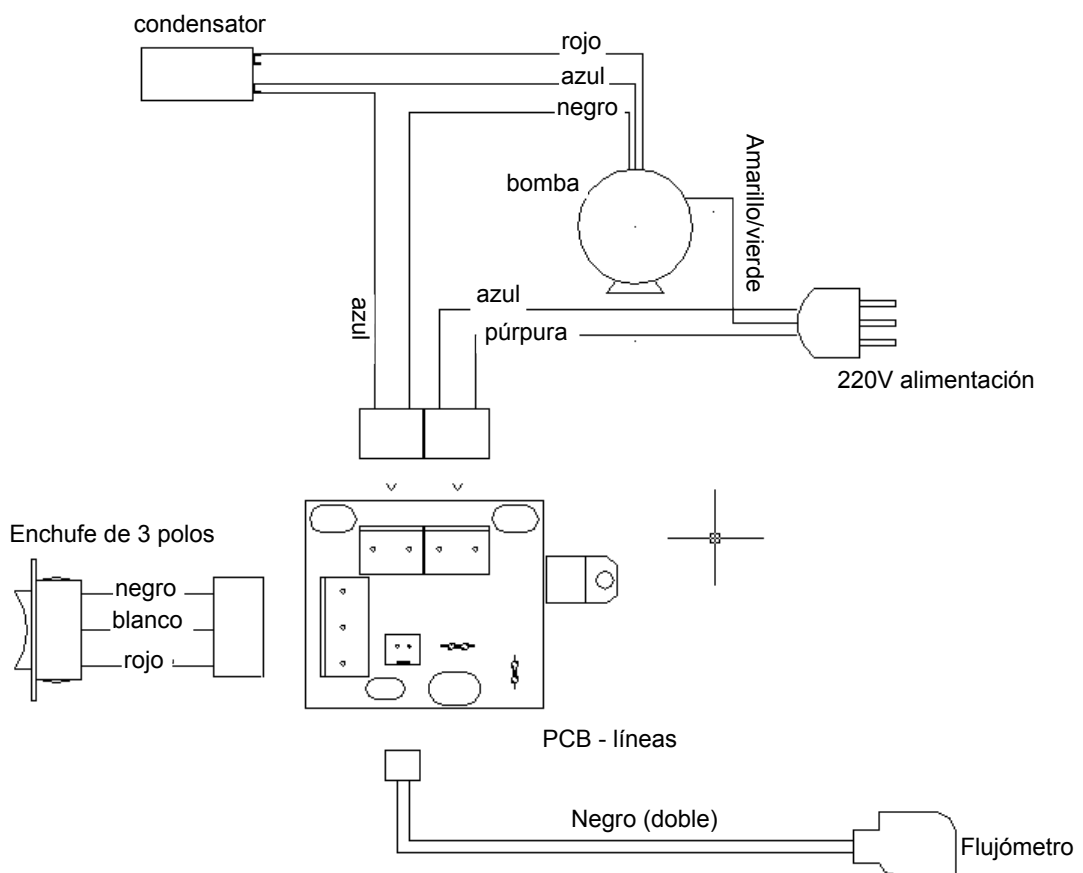 condensator
rojo
azul
negro
Amarillo/vierde
bomba
azul
azul
púrpura
220V alimentación
Enchufe de 3 polos
negro
blanco
rojo
PCB - líneas
Negro (doble)
Flujómetro